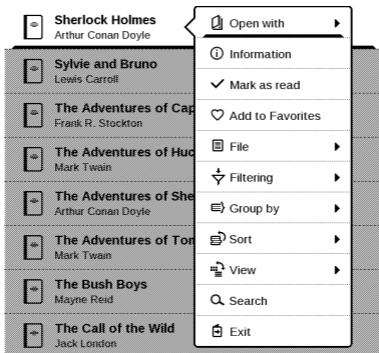 Sherlock Holmes
Arthur Conan Doyle
Sylvie and Bruno
Lewis Carroll
The Adventures of Cap
Frank R. Stockton
The Adventures of Huc
Mark Twain
The Adventures of She
Arthur Conan Doyle
The Adventures of Tom
Mark Twain
The Bush Boys
Mayne Reid
The Call of the Wild
Jack London
Open with
Information
Mark as read
Add to Favorites
File
Filtering
Group by
Sort
View
Search
Exit